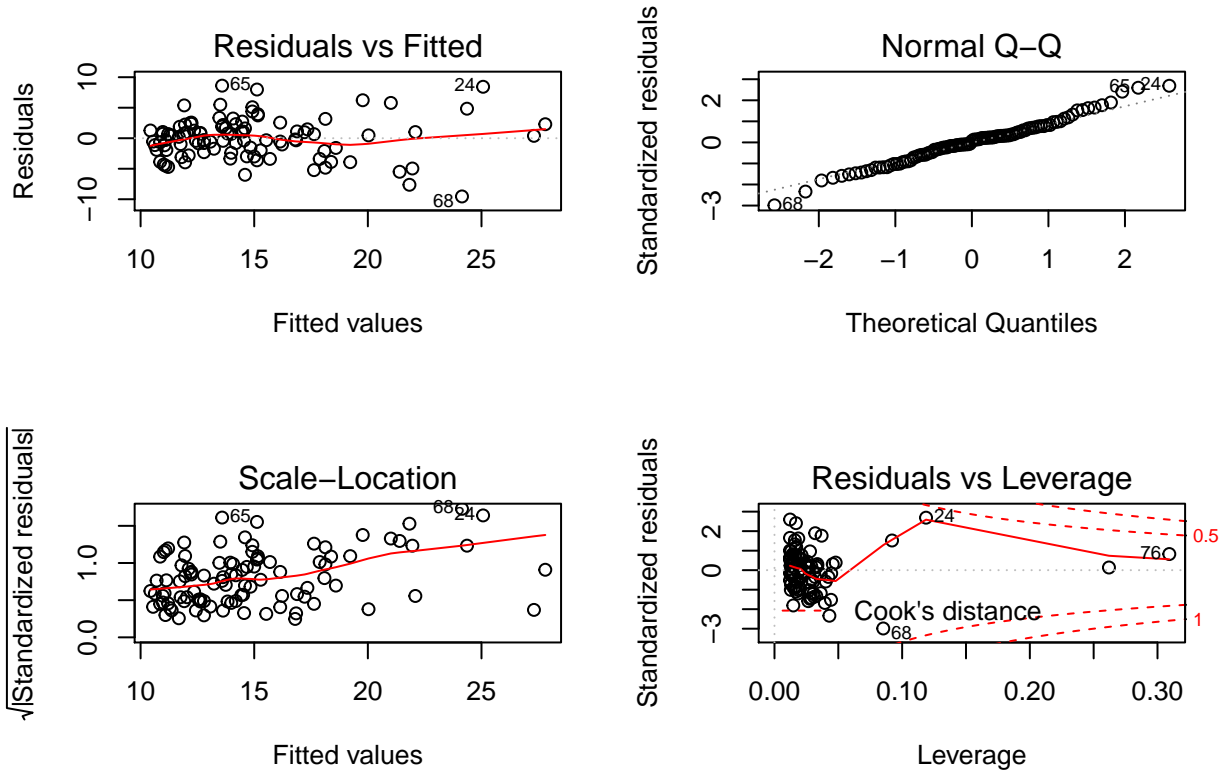 Residuals vs Fitted
Residuals
−10 0 10
65
24
68
10 15 20 25
Fitted values
Normal Q−Q
Standardized residuals
−3 0 2
65 24
68
−2 −1 0 1 2
Theoretical Quantiles
Scale−Location
√|Standardized residuals|
0.0 1.0
65
68
24
10 15 20 25
Fitted values
Residuals vs Leverage
Standardized residuals
−3 0 2
24
76
68
Cook's distance
0.5
1
0.00 0.10 0.20 0.30
Leverage